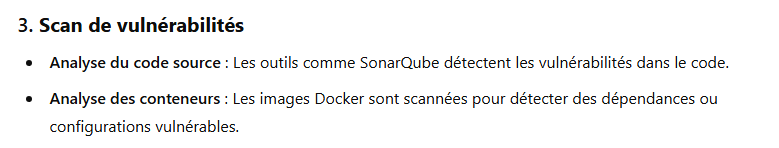 3. Scan de vulnérabilités
• Analyse du code source : Les outils comme SonarQube détectent les vulnérabilités dans le code.
• Analyse des conteneurs : Les images Docker sont scannées pour détecter des dépendances ou
configurations vulnérables.